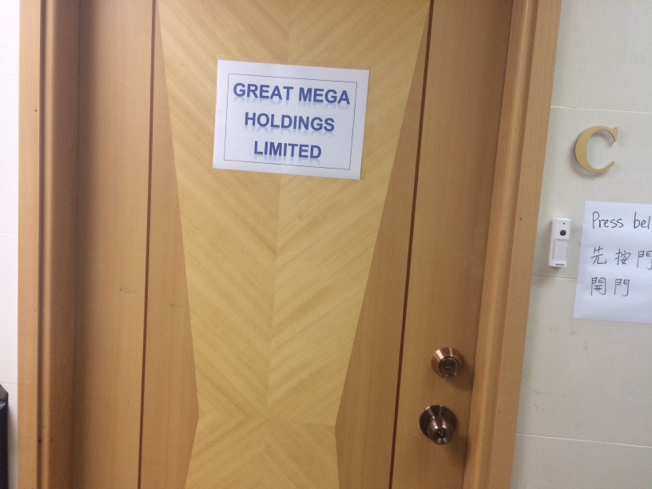 GREAT MEGA
HOLDINGS
LIMITED
C
Press bel
先按門
開門